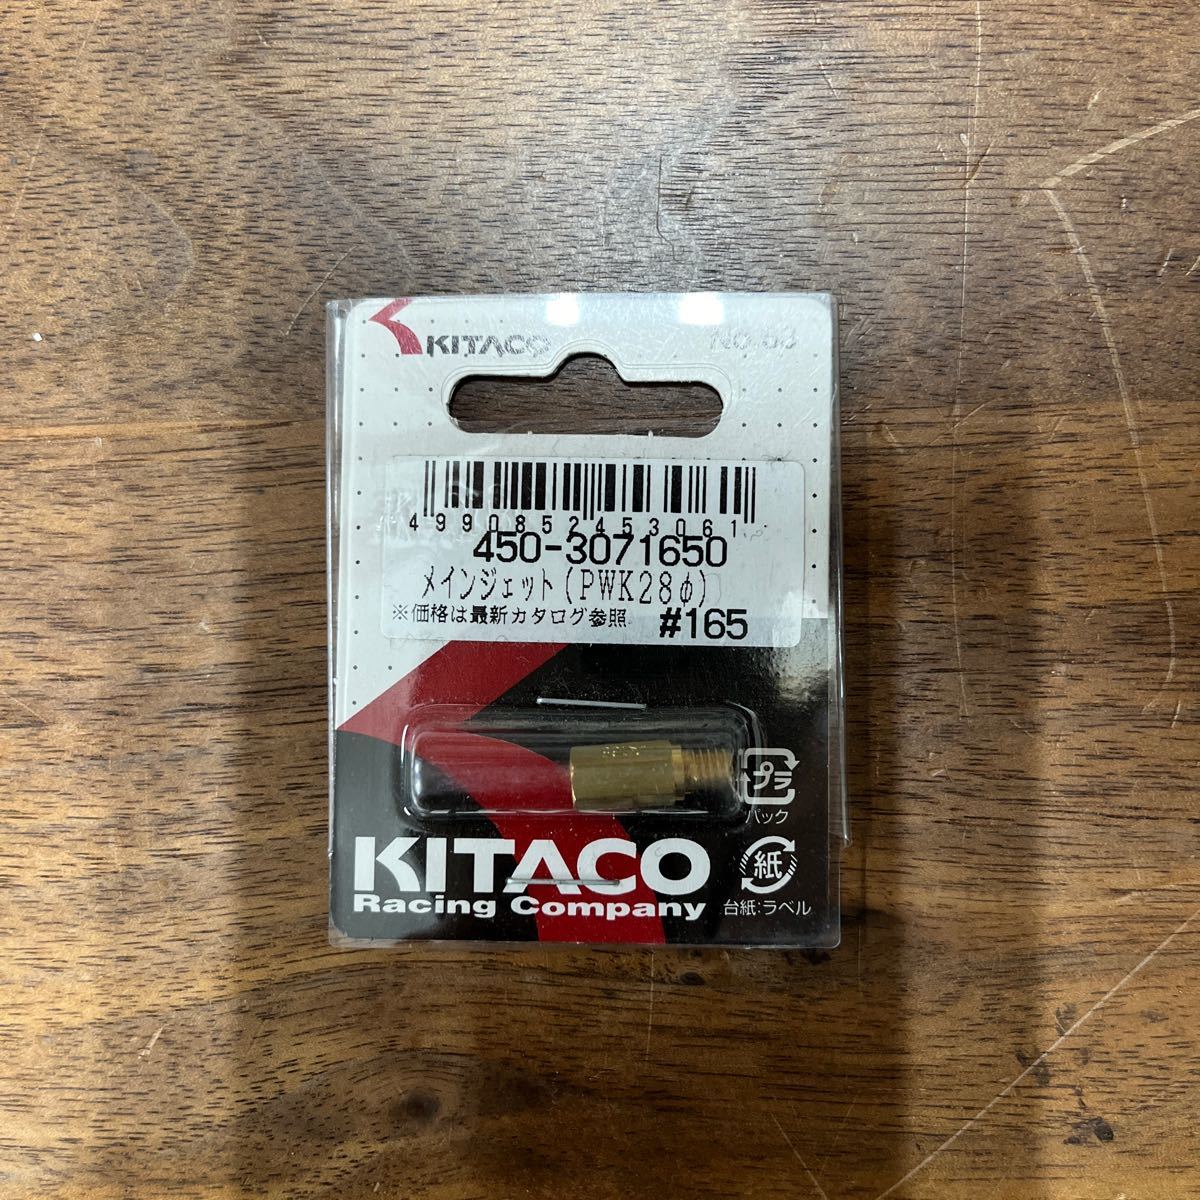 KITACO
4990852453061
450-3071650
メインジェット(PWK28φ)
※価格は最新カタログ参照 #165
プラ
パック
KITACO
Racing Company
紙
台紙:ラベル